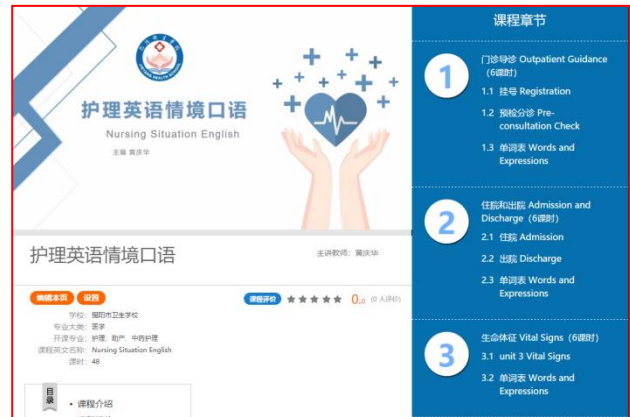 护理英语情境口语
Nursing Situation English
主编 黄庆华
护理英语情境口语
主讲教师：黄庆华
编辑本页 设置
课程评价 0.0 (0 人评价)
学校：揭阳市卫生学校
专业大类：医学
开课专业：护理、助产、中药护理
课程英文名称：Nursing Situation English
课时：48
目录
• 课程介绍
课程章节
1
门诊导诊 Outpatient Guidance
（6课时）
1.1 挂号 Registration
1.2 预检分诊 Pre-
consultation Check
1.3 单词表 Words and
Expressions
2
住院和出院 Admission and
Discharge（6课时）
2.1 住院 Admission
2.2 出院 Discharge
2.3 单词表 Words and
Expressions
3
生命体征 Vital Signs（6课时）
3.1 unit 3 Vital Signs
3.2 单词表 Words and
Expressions